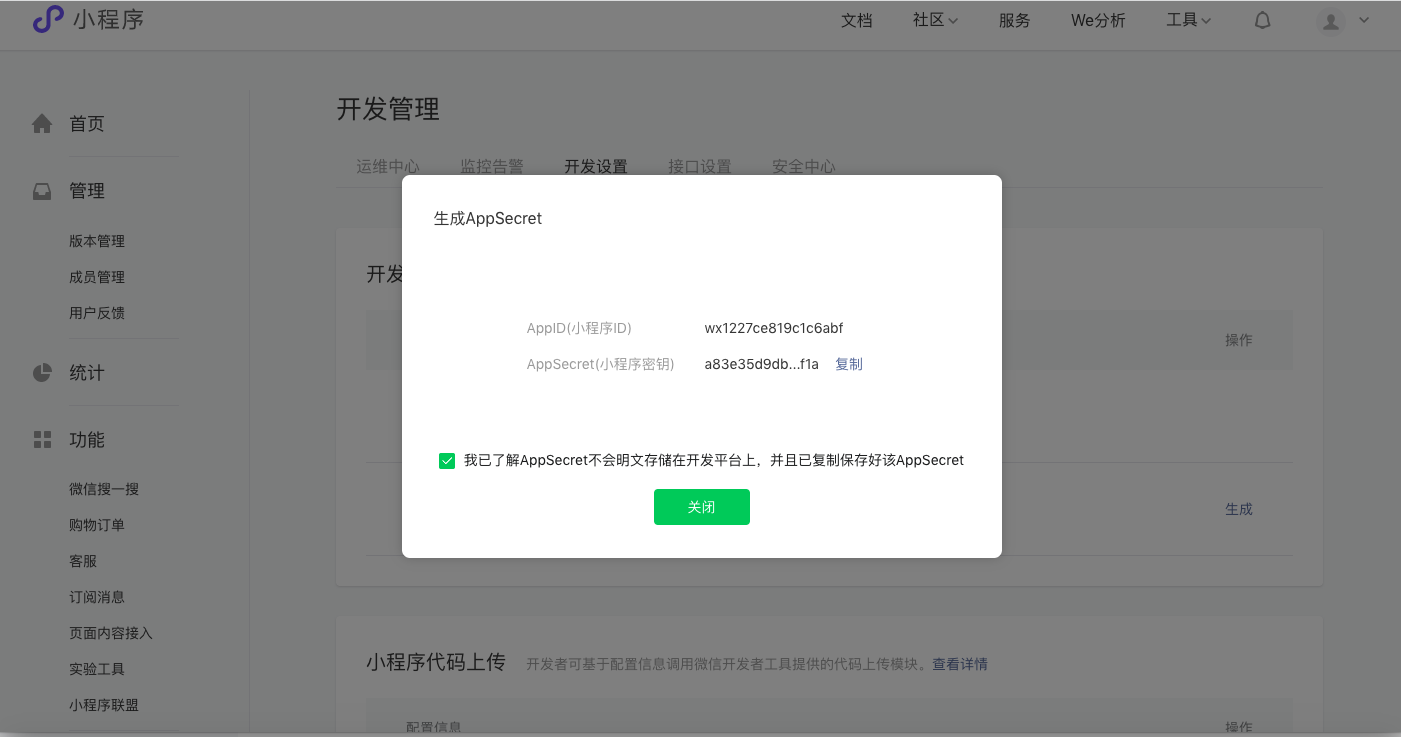 小程序
文档 社区 服务 We分析 工具
首页
管理
版本管理
成员管理
用户反馈
统计
功能
微信搜一搜
购物订单
客服
订阅消息
页面内容接入
实验工具
小程序联盟
开发管理
运维中心 监控告警 开发设置 接口设置 安全中心
开发
操作
生成
生成AppSecret
AppID(小程序ID) wx1227ce819c1c6abf
AppSecret(小程序密钥) a83e35d9db...f1a 复制
我已了解AppSecret不会明文存储在开发平台上，并且已复制保存好该AppSecret
关闭
小程序代码上传 开发者可基于配置信息调用微信开发者工具提供的代码上传模块。查看详情
配置信息 操作